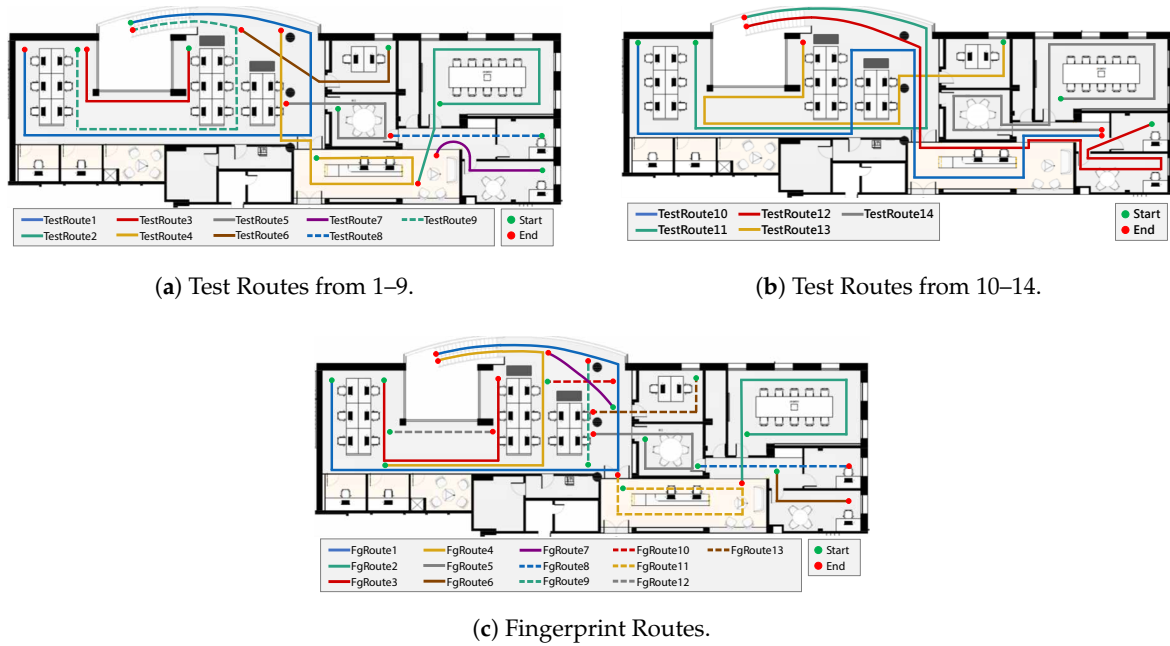 TestRoute1 TestRoute3 TestRoute5 TestRoute7 TestRoute9 Start
TestRoute2 TestRoute4 TestRoute6 TestRoute8 End
(a) Test Routes from 1–9.
TestRoute10 TestRoute12 TestRoute14 Start
TestRoute11 TestRoute13 End
(b) Test Routes from 10–14.
FgRoute1 FgRoute4 FgRoute7 FgRoute10 FgRoute13 Start
FgRoute2 FgRoute5 FgRoute8 FgRoute11 End
FgRoute3 FgRoute6 FgRoute9 FgRoute12
(c) Fingerprint Routes.